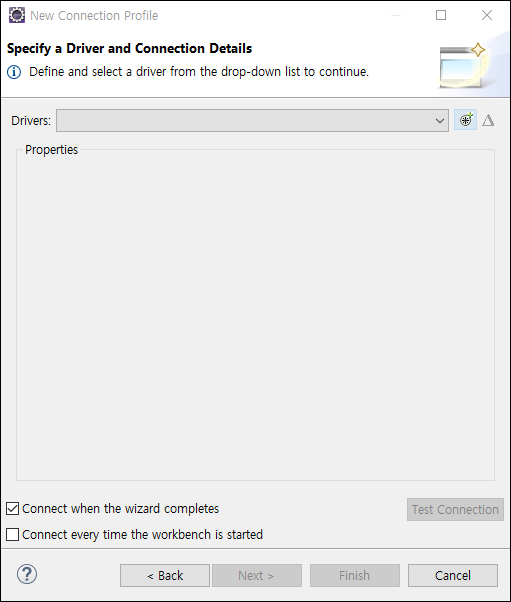 New Connection Profile
Specify a Driver and Connection Details
Define and select a driver from the drop-down list to continue.
Drivers:
Properties
Connect when the wizard completes
Test Connection
Connect every time the workbench is started
< Back
Next >
Finish
Cancel